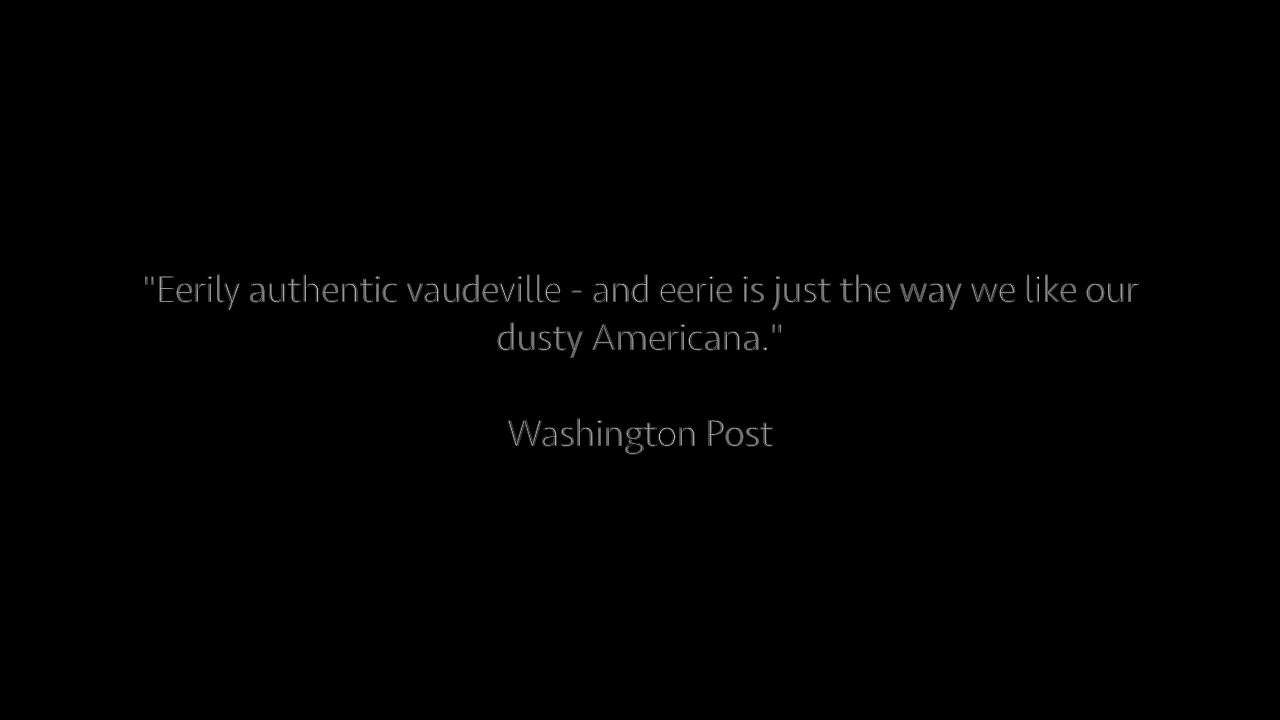 "Eerily authentic vaudeville - and eerie is just the way we like our
dusty Americana."
Washington Post